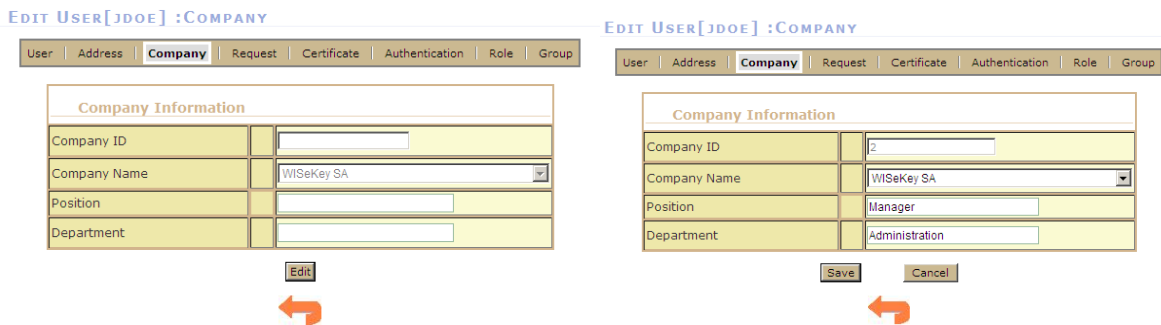 EDIT USER[JDOE] :COMPANY
User | Address | Company | Request | Certificate | Authentication | Role | Group
Company Information
Company ID
Company Name WISeKey SA
Position
Department
Edit
EDIT USER[JDOE] :COMPANY
User | Address | Company | Request | Certificate | Authentication | Role | Group
Company Information
Company ID 2
Company Name WISeKey SA
Position Manager
Department Administration
Save Cancel